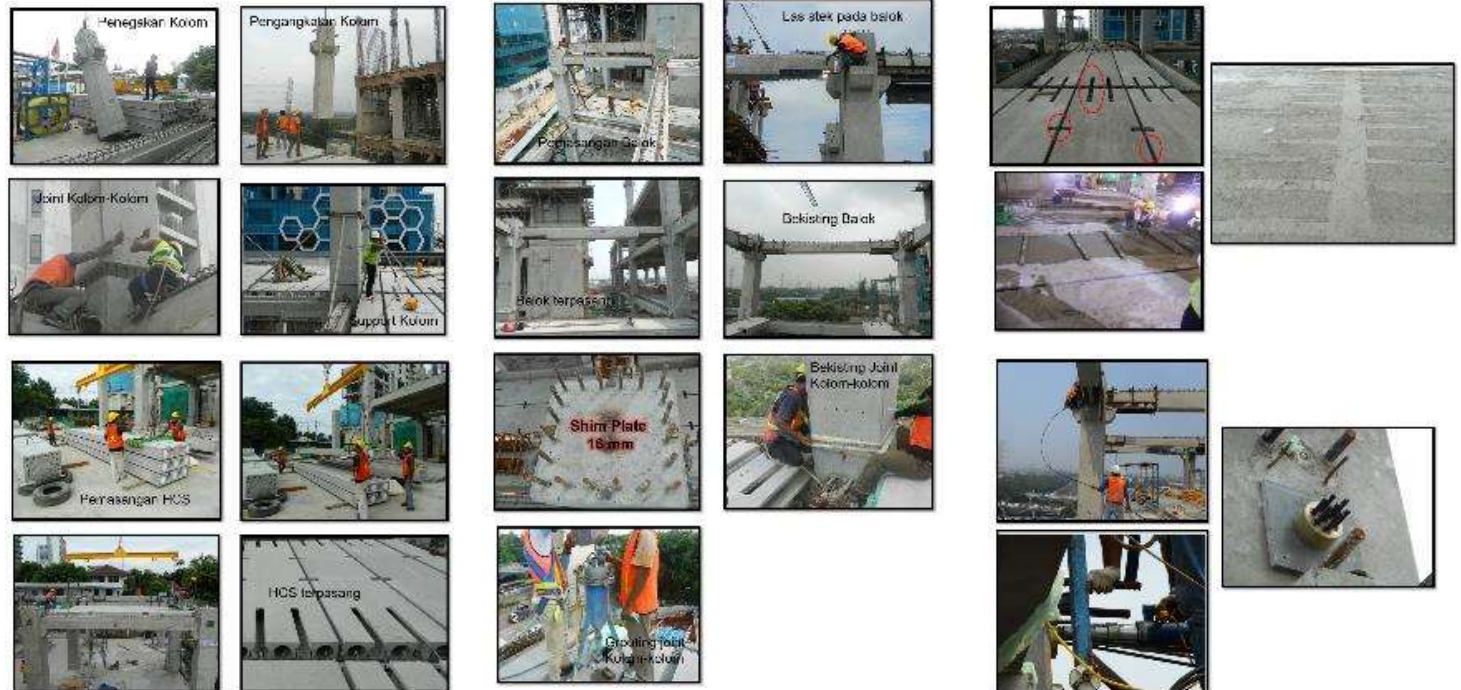 Penegakan Kolom
Pengangkatan Kolom
Pemasangan Balok
Las stek pada balok
Joint Kolom-Kolom
Support Kolom
Balok terpasang
Bekisting Balok
Pemasangan HCS
Shim Plate
16 mm
Bekisting Joint
Kolom-kolom
HCS terpasang
Grouting joint
Kolom-kolom